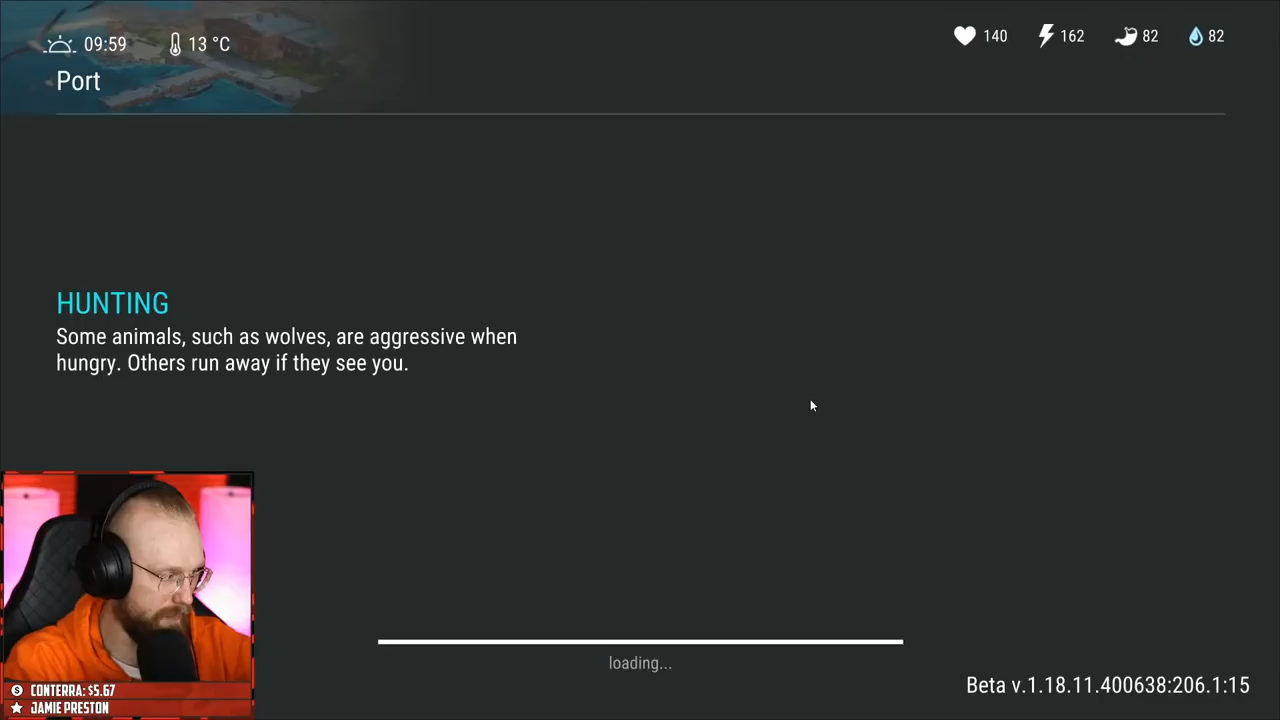 09:59 13 °C 140 162 82 82
Port
HUNTING
Some animals, such as wolves, are aggressive when
hungry. Others run away if they see you.
loading...
Beta v.1.18.11.400638:206.1:15
$ CONTERRA: $5.67
JAMIE PRESTON